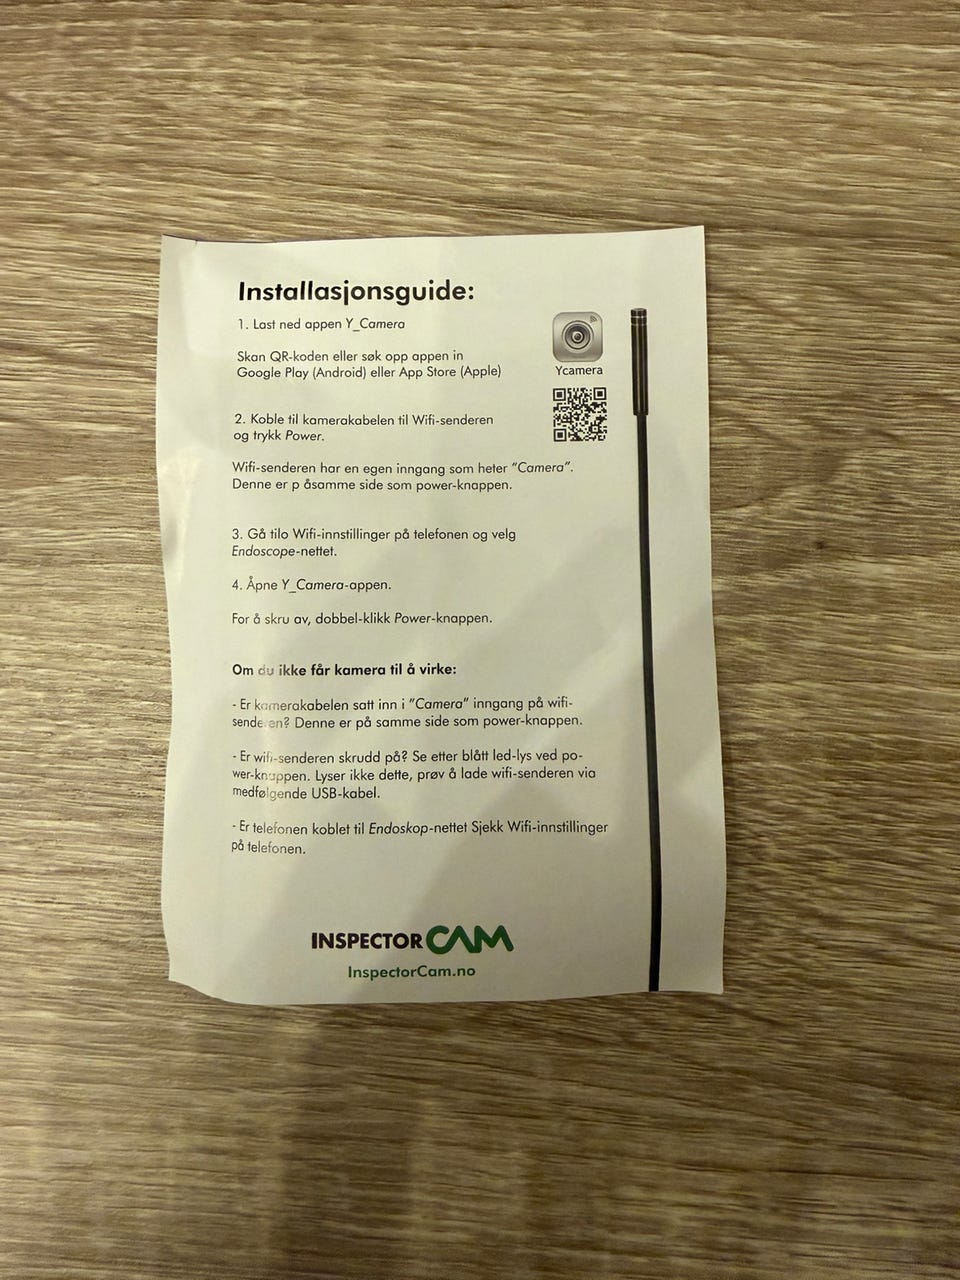 Installasjonsguide:
1. Last ned appen Y_Camera
Skan QR-koden eller søk opp appen in
Google Play (Android) eller App Store (Apple)
Ycamera
2. Koble til kamerakabelen til Wifi-senderen
og trykk Power.
Wifi-senderen har en egen inngang som heter "Camera".
Denne er p åsamme side som power-knappen.
3. Gå tilo Wifi-innstillinger på telefonen og velg
Endoscope-nettet.
4. Åpne Y_Camera-appen.
For å skru av, dobbel-klikk Power-knappen.
Om du ikke får kamera til å virke:
- Er kamerakabelen satt inn i "Camera" inngang på wifi-
senderen? Denne er på samme side som power-knappen.
- Er wifi-senderen skrudd på? Se etter blått led-lys ved po-
wer-knappen. Lyser ikke dette, prøv å lade wifi-senderen via
medfølgende USB-kabel.
- Er telefonen koblet til Endoskop-nettet Sjekk Wifi-innstillinger
på telefonen.
INSPECTOR CAM
InspectorCam.no